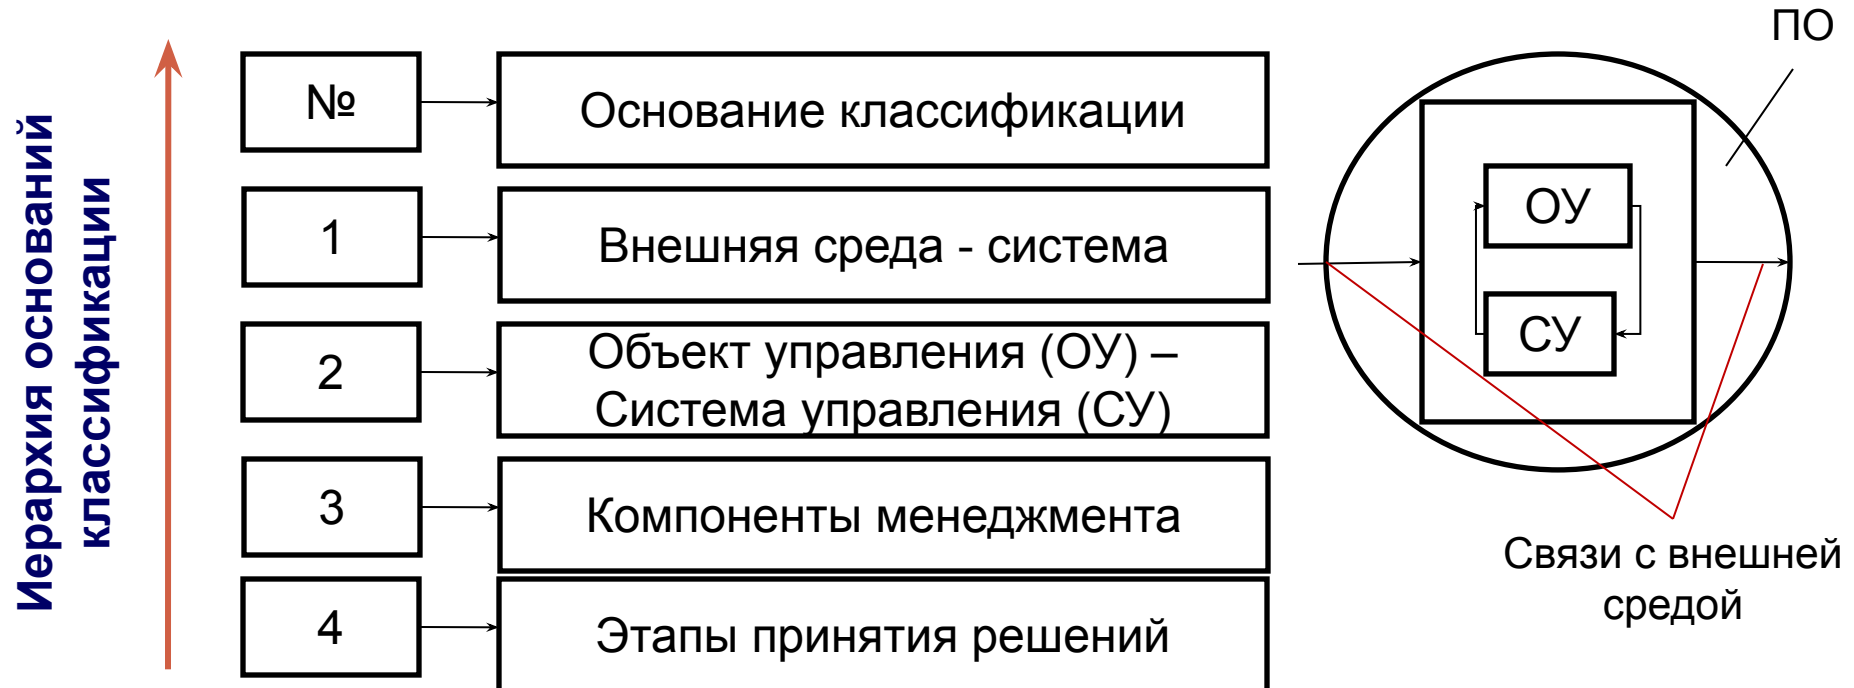 Иерархия оснований
классификации
№
Основание классификации
1
Внешняя среда - система
2
Объект управления (ОУ) –
Система управления (СУ)
3
Компоненты менеджмента
4
Этапы принятия решений
ПО
ОУ
СУ
Связи с внешней
средой